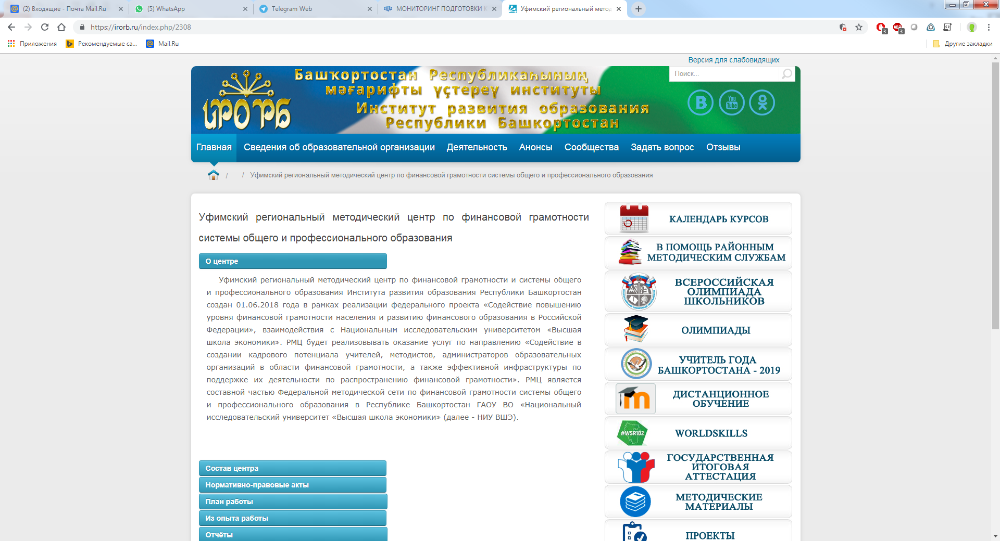 (2) Входящие - Почта Mail.Ru
(5) WhatsApp
Telegram Web
МОНИТОРИНГ ПОДГОТОВКИ К
Уфимский региональный метод
https://irorb.ru/index.php/2308
3
ABP
3
Приложения
Рекомендуемые са...
Mail.Ru
Другие закладки
Версия для слабовидящих
ИРО РБ
Башҡортостан Республикаһының
мәғарифты үҫтереү институты
Институт развития образования
Республики Башкортостан
Поиск...
B
You
Tube
Главная
Сведения об образовательной организации
Деятельность
Анонсы
Сообщества
Задать вопрос
Отзывы
/ / Уфимский региональный методический центр по финансовой грамотности системы общего и профессионального образования
Уфимский региональный методический центр по финансовой грамотности
системы общего и профессионального образования
О центре
Уфимский региональный методический центр по финансовой грамотности и системы общего
и профессионального образования Института развития образования Республики Башкортостан
создан 01.06.2018 года в рамках реализации федерального проекта «Содействие повышению
уровня финансовой грамотности населения и развитию финансового образования в Российской
Федерации», взаимодействия с Национальным исследовательским университетом «Высшая
школа экономики». РМЦ будет реализовывать оказание услуг по направлению «Содействие в
создании кадрового потенциала учителей, методистов, администраторов образовательных
организаций в области финансовой грамотности, а также эффективной инфраструктуры по
поддержке их деятельности по распространению финансовой грамотности». РМЦ является
составной частью Федеральной методической сети по финансовой грамотности системы общего
и профессионального образования в Республике Башкортостан ГАОУ ВО «Национальный
исследовательский университет «Высшая школа экономики» (далее - НИУ ВШЭ).
Состав центра
Нормативно-правовые акты
План работы
Из опыта работы
Отчёты
КАЛЕНДАРЬ КУРСОВ
В ПОМОЩЬ РАЙОННЫМ
МЕТОДИЧЕСКИМ СЛУЖБАМ
ВСЕРОССИЙСКАЯ
ОЛИМПИАДА
ШКОЛЬНИКОВ
ОЛИМПИАДЫ
УЧИТЕЛЬ ГОДА
БАШКОРТОСТАНА - 2019
ДИСТАНЦИОННОЕ
ОБУЧЕНИЕ
#WSR102
WORLDSKILLS
ГОСУДАРСТВЕННАЯ
ИТОГОВАЯ
АТТЕСТАЦИЯ
МЕТОДИЧЕСКИЕ
МАТЕРИАЛЫ
ПРОЕКТЫ